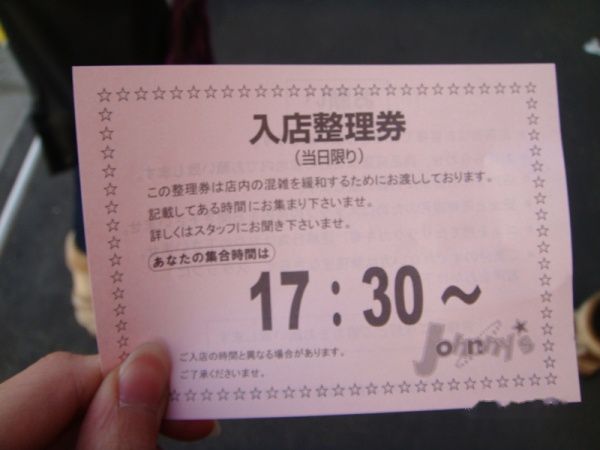 入店整理券
(当日限り)
この整理券は店内の混雑を緩和するためにお渡ししております。
記載してある時間にお集まり下さいませ。
詳しくはスタッフにお聞き下さいませ。
あなたの集合時間は
17:30~
Johnny's
ご入店の時間と異なる場合があります。
ご了承くださいませ。